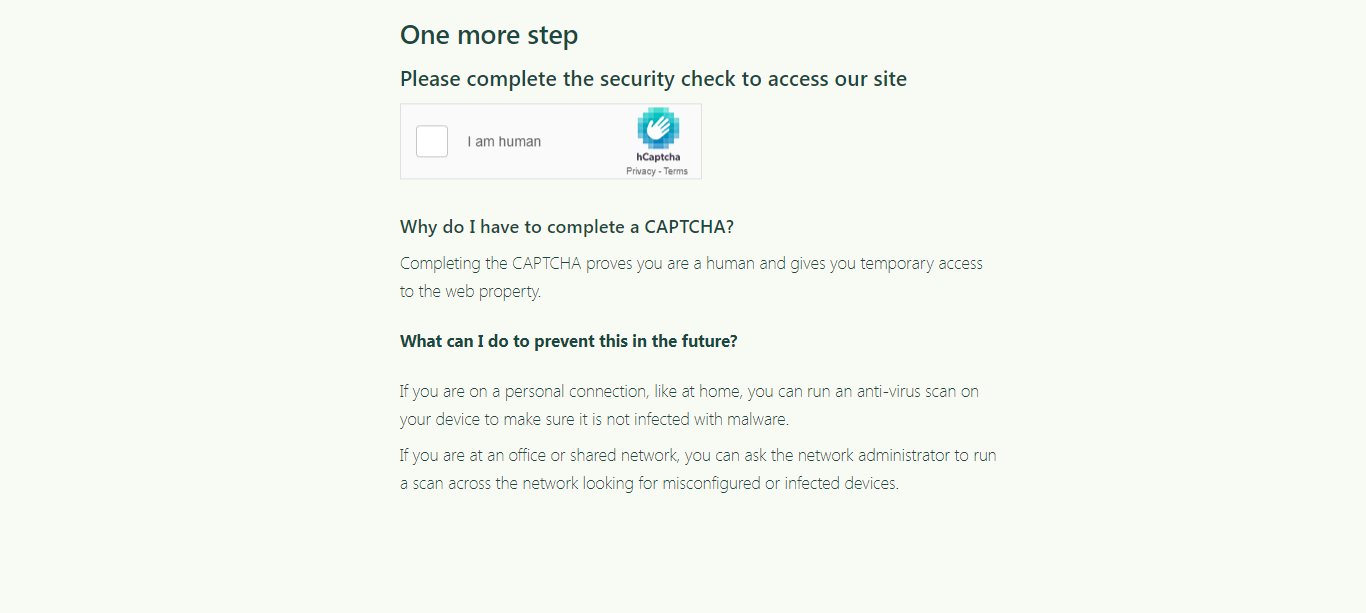 One more step
Please complete the security check to access our site
I am human
hCaptcha
Privacy - Terms
Why do I have to complete a CAPTCHA?
Completing the CAPTCHA proves you are a human and gives you temporary access
to the web property.
What can I do to prevent this in the future?
If you are on a personal connection, like at home, you can run an anti-virus scan on
your device to make sure it is not infected with malware.
If you are at an office or shared network, you can ask the network administrator to run
a scan across the network looking for misconfigured or infected devices.